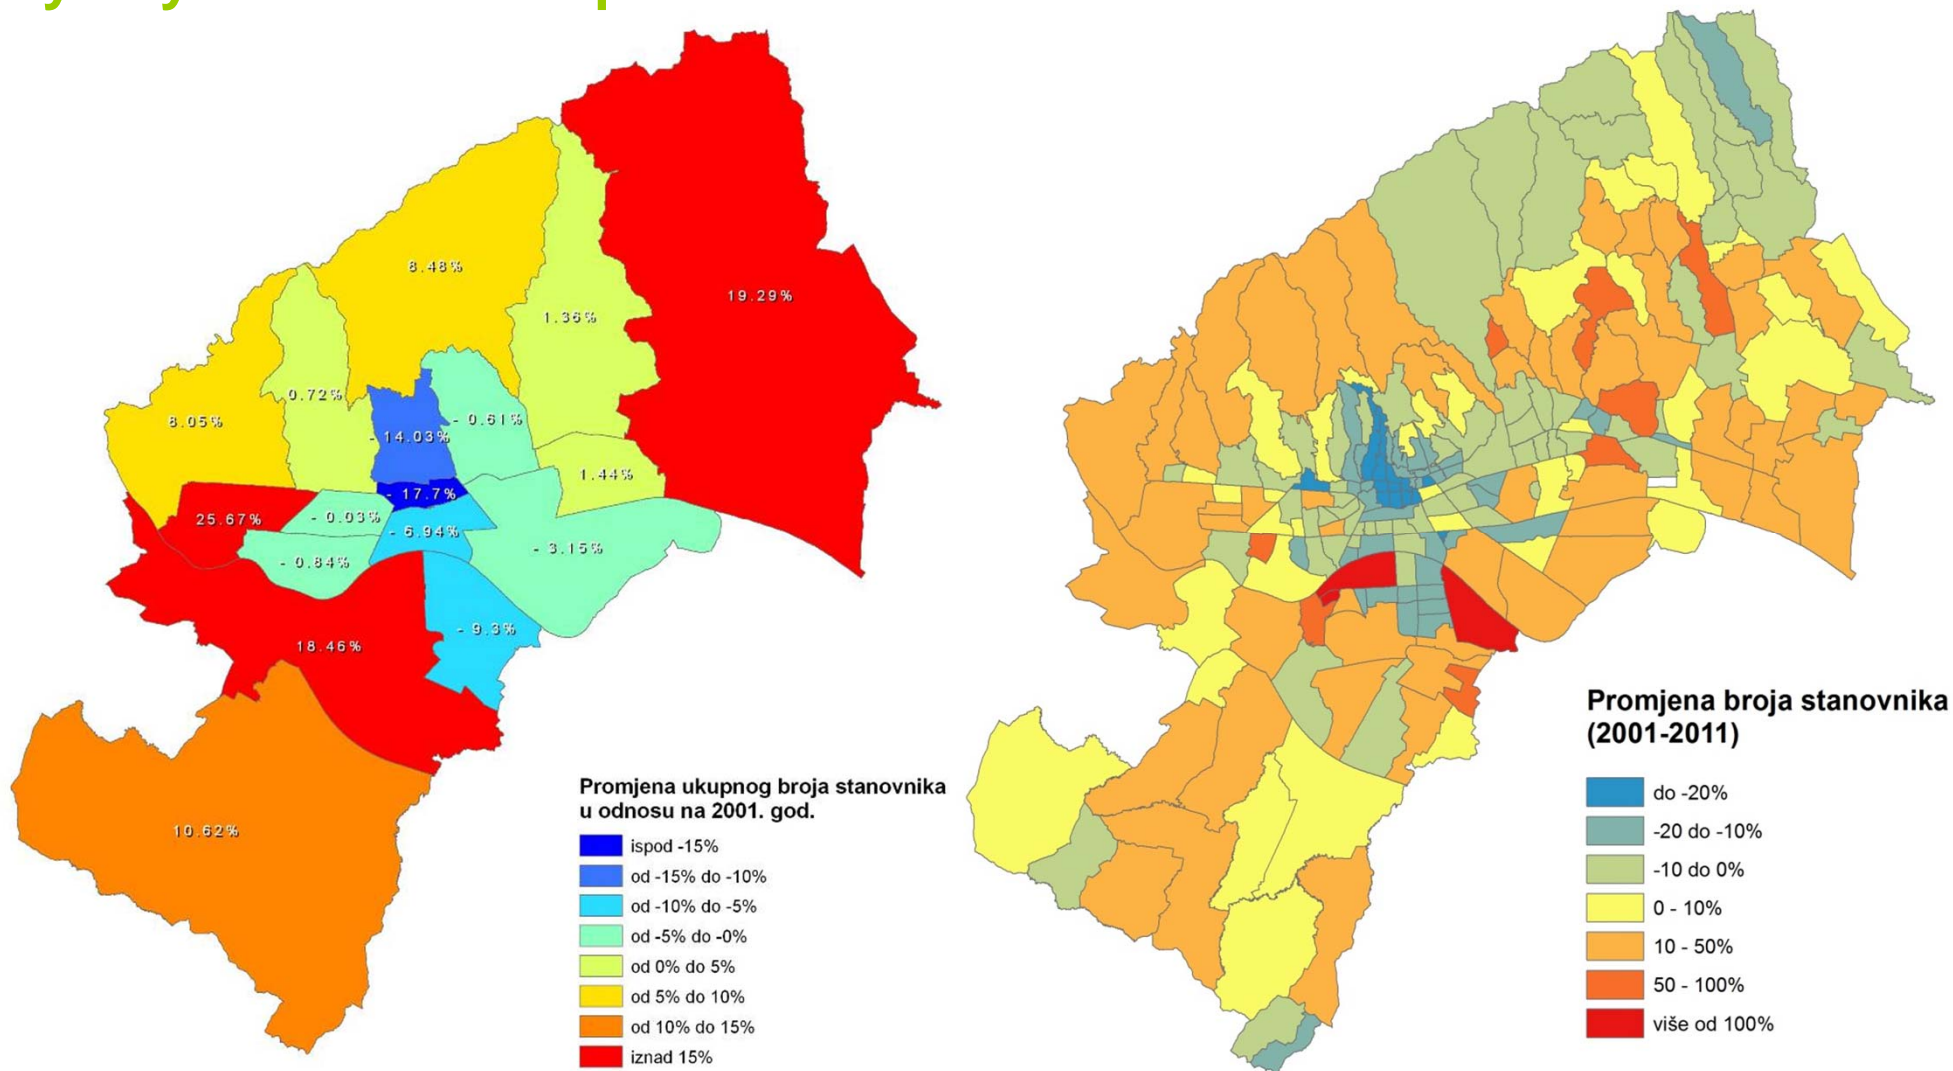 8.48%
19.29%
1.36%
0.72%
8.05%
- 0.61%
- 14.03%
1.44%
- 17.7%
25.67%
- 0.03%
- 6.94%
- 3.15%
- 0.84%
- 9.3%
18.46%
10.62%
Promjena ukupnog broja stanovnika
u odnosu na 2001. god.
ispod -15%
od -15% do -10%
od -10% do -5%
od -5% do -0%
od 0% do 5%
od 5% do 10%
od 10% do 15%
iznad 15%
Promjena broja stanovnika
(2001-2011)
do -20%
-20 do -10%
-10 do 0%
0 - 10%
10 - 50%
50 - 100%
više od 100%